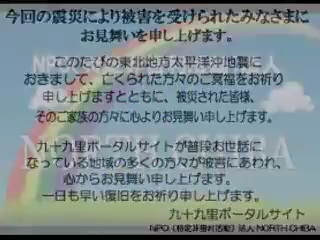 今回の震災により被害を受けられたみなさまに
お見舞いを申し上げます。
このたびの東北地方太平洋沖地震に
おきまして、亡くられた方々のご冥福をお祈り
申し上げますとともに、被災された皆様、
そのご家族の方々に心よりお見舞い申し上げます。
九十九里ポータルサイトが普段お世話に
なっている地域の多くの方々が被害にあわれ、
心からお見舞い申し上げます。
一日も早い復旧をお祈り申し上げます。
九十九里ポータルサイト
NPO（特定非営利活動）法人 NORTH CHIBA